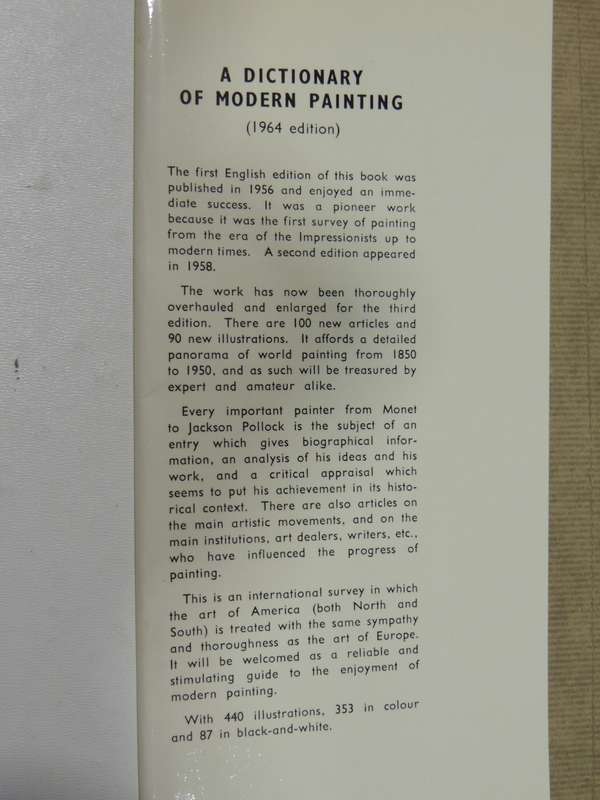 A DICTIONARY
OF MODERN PAINTING
(1964 edition)
The first English edition of this book was
published in 1956 and enjoyed an imme-
diate success. It was a pioneer work
because it was the first survey of painting
from the era of the Impressionists up to
modern times. A second edition appeared
in 1958.
The work has now been thoroughly
overhauled and enlarged for the third
edition. There are 100 new articles and
90 new illustrations. It affords a detailed
panorama of world painting from 1850
to 1950, and as such will be treasured by
expert and amateur alike.
Every important painter from Monet
to Jackson Pollock is the subject of an
entry which gives biographical infor-
mation, an analysis of his ideas and his
work, and a critical appraisal which
seems to put his achievement in its histo-
rical context. There are also articles on
the main artistic movements, and on the
main institutions, art dealers, writers, etc.,
who have influenced the progress of
painting.
This is an international survey in which
the art of America (both North and
South) is treated with the same sympathy
and thoroughness as the art of Europe.
It will be welcomed as a reliable and
stimulating guide to the enjoyment of
modern painting.
With 440 illustrations, 353 in colour
and 87 in black-and-white.